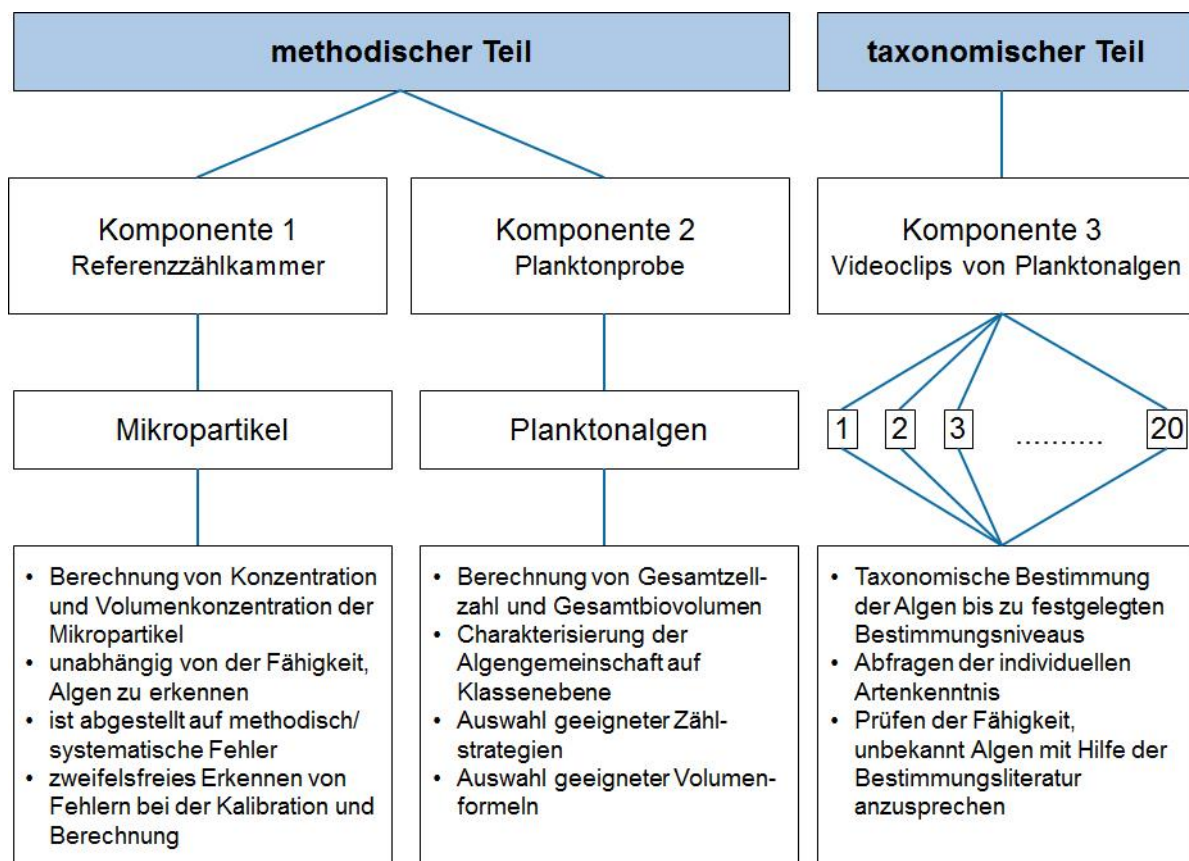 methodischer Teil
taxonomischer Teil
Komponente 1
Referenzzählkammer
Komponente 2
Planktonprobe
Komponente 3
Videoclips von Planktonalgen
Mikropartikel
Planktonalgen
1
2
3
..........
20
• Berechnung von Konzentration
und Volumenkonzentration der
Mikropartikel
• unabhängig von der Fähigkeit,
Algen zu erkennen
• ist abgestellt auf methodisch/
systematische Fehler
• zweifelsfreies Erkennen von
Fehlern bei der Kalibration und
Berechnung
• Berechnung von Gesamtzell-
zahl und Gesamtbiovolumen
• Charakterisierung der
Algengemeinschaft auf
Klassenebene
• Auswahl geeigneter Zähl-
strategien
• Auswahl geeigneter Volumen-
formeln
• Taxonomische Bestimmung
der Algen bis zu festgelegten
Bestimmungsniveaus
• Abfragen der individuellen
Artenkenntnis
• Prüfen der Fähigkeit,
unbekannt Algen mit Hilfe der
Bestimmungsliteratur
anzusprechen